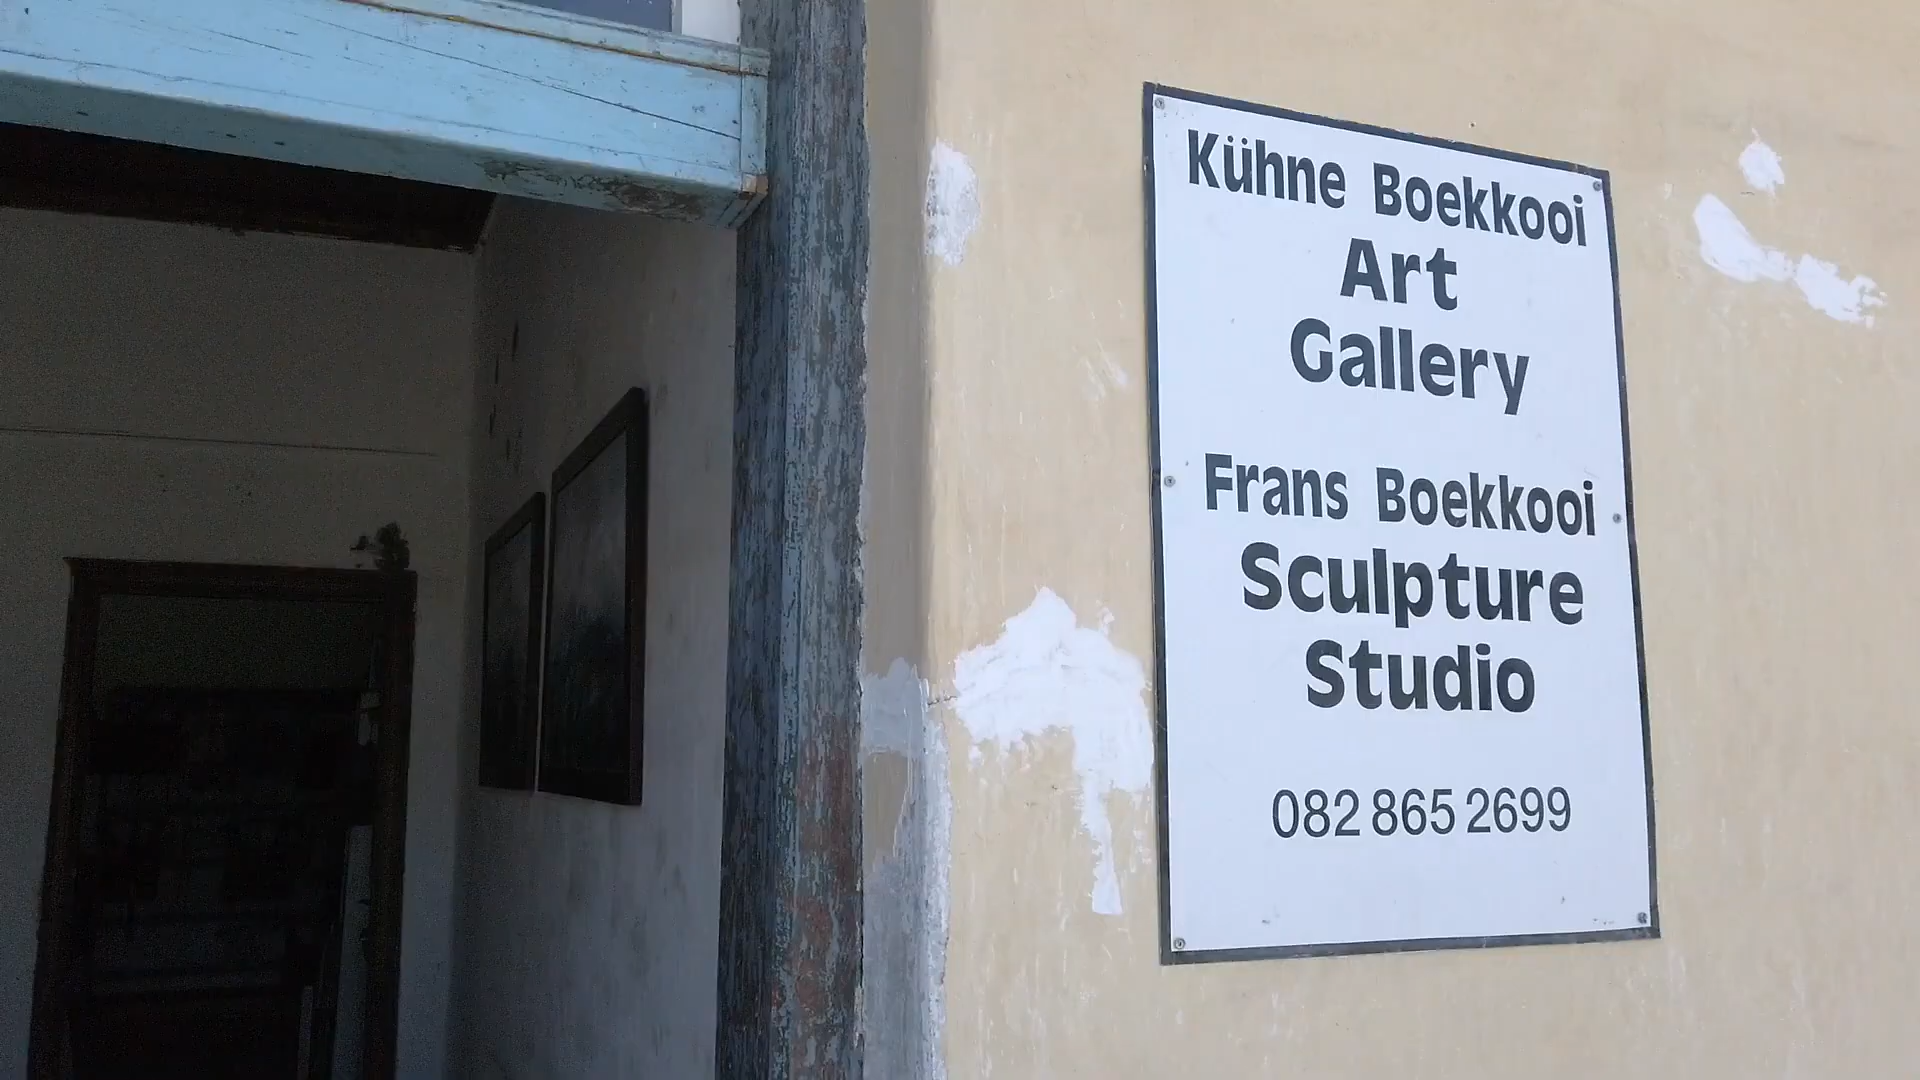 Kühne Boekkooi
Art
Gallery
Frans Boekkooi
Sculpture
Studio
082 865 2699